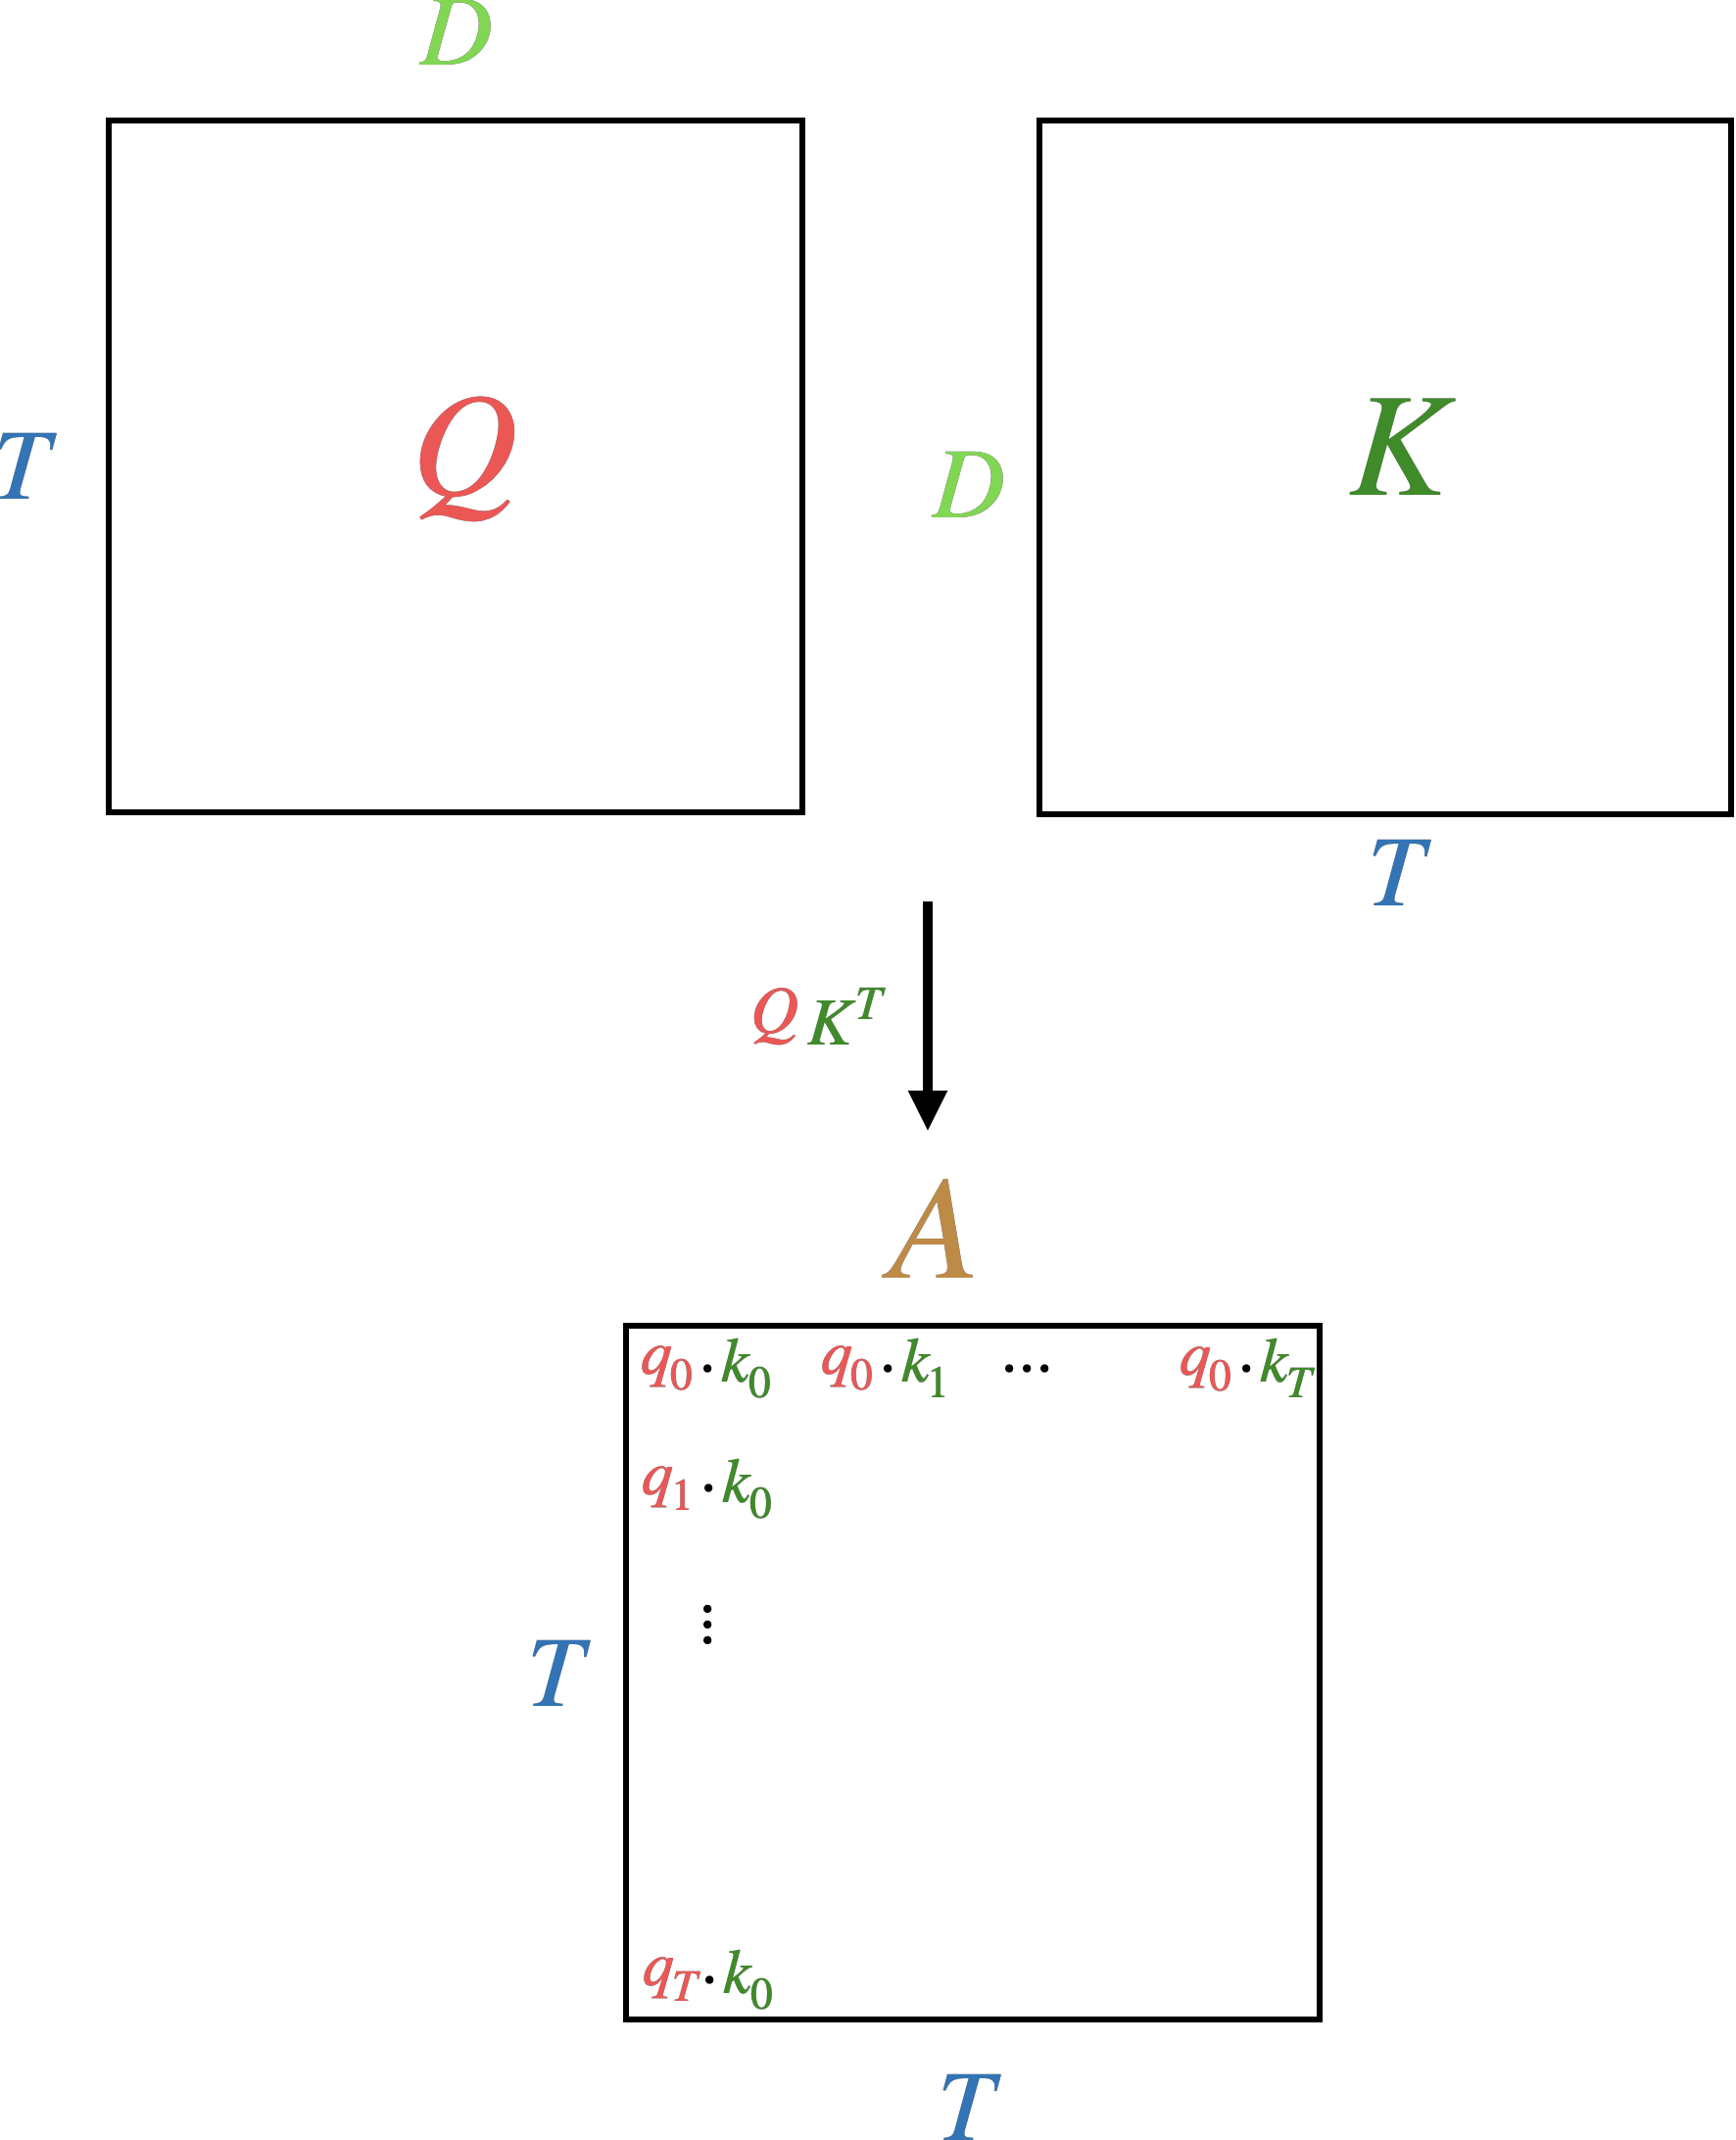 D
T Q D K
T
Q K^T
A
q_0 · k_0 q_0 · k_1 ... q_0 · k_T
q_1 · k_0
⋮
T
q_T · k_0
T